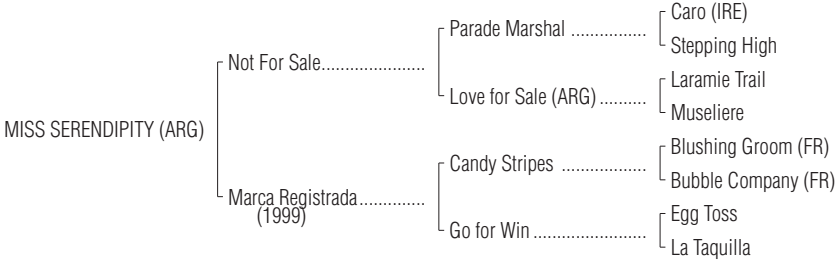 Caro (IRE)
Parade Marshal ................
Stepping High
Not For Sale......................
Laramie Trail
Love for Sale (ARG) ..........
Museliere
MISS SERENDIPITY (ARG)
Blushing Groom (FR)
Candy Stripes ..................
Bubble Company (FR)
Marca Registrada..............
(1999)
Egg Toss
Go for Win ........................
La Taquilla